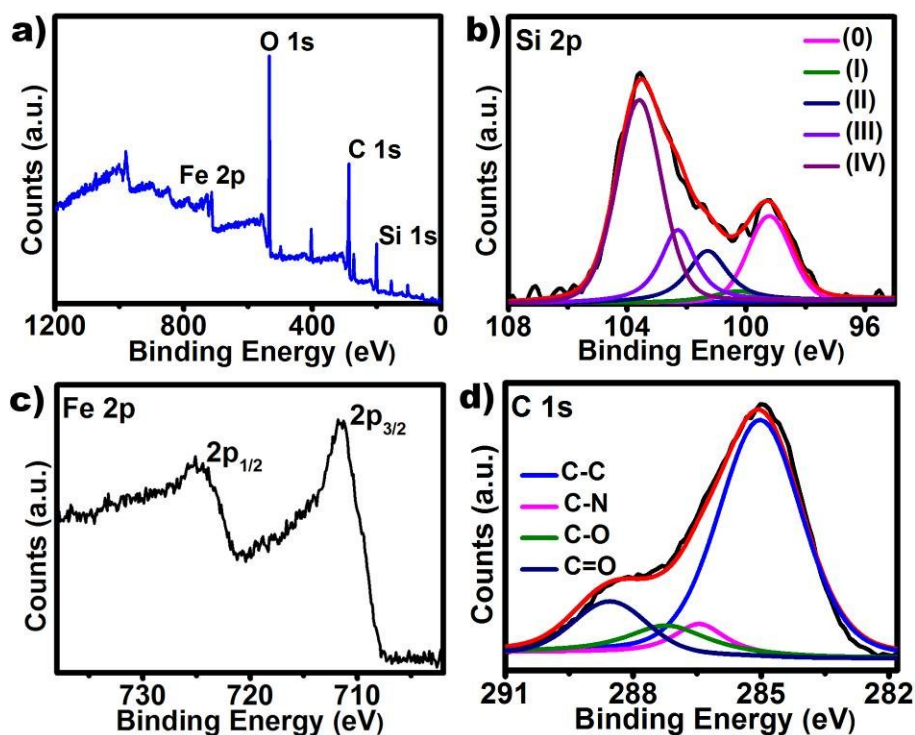 a)
O 1s
C 1s
Fe 2p
Si 1s
Counts (a.u.)
1200 800 400 0
Binding Energy (eV)
b)
Si 2p
(0)
(I)
(II)
(III)
(IV)
Counts (a.u.)
108 104 100 96
Binding Energy (eV)
c)
Fe 2p
2p3/2
2p1/2
Counts (a.u.)
730 720 710
Binding Energy (eV)
d)
C 1s
C-C
C-N
C-O
C=O
Counts (a.u.)
291 288 285 282
Binding Energy (eV)